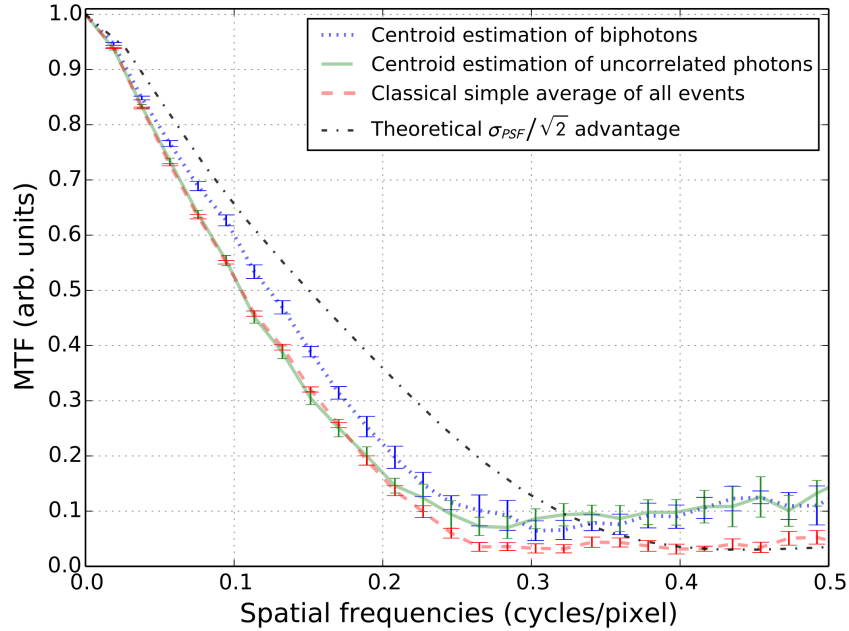 1.0
0.9
0.8
0.7
0.6
0.5
0.4
0.3
0.2
0.1
0.0
MTF (arb. units)
Centroid estimation of biphotons
Centroid estimation of uncorrelated photons
Classical simple average of all events
Theoretical σ_PSF/√2 advantage
0.0 0.1 0.2 0.3 0.4 0.5
Spatial frequencies (cycles/pixel)